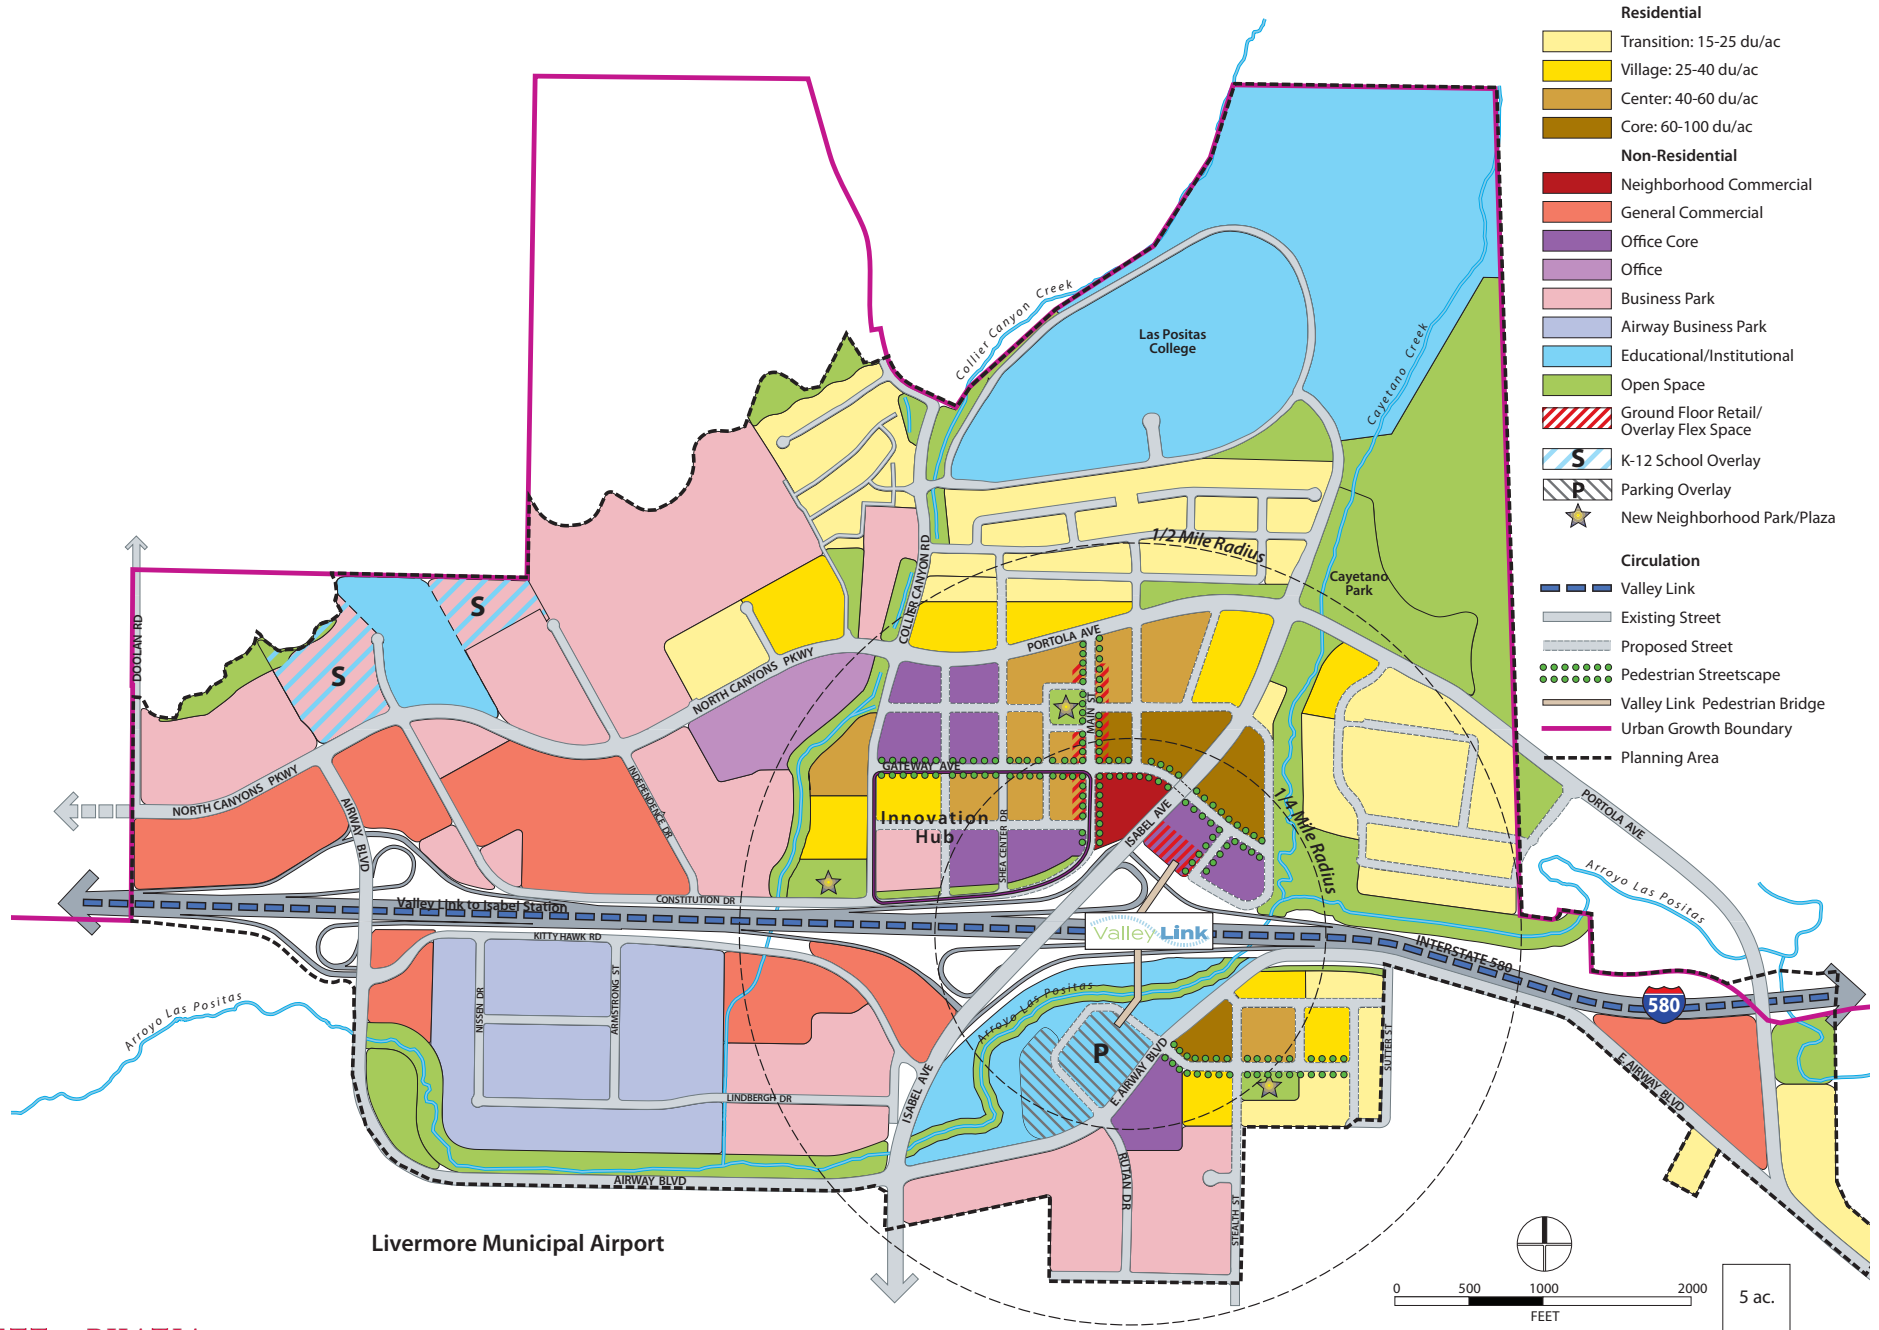 Residential
Transition: 15-25 du/ac
Village: 25-40 du/ac
Center: 40-60 du/ac
Core: 60-100 du/ac
Non-Residential
Neighborhood Commercial
General Commercial
Office Core
Office
Business Park
Airway Business Park
Educational/Institutional
Open Space
Ground Floor Retail/
Overlay Flex Space
S
K-12 School Overlay
P
Parking Overlay
New Neighborhood Park/Plaza
Circulation
Valley Link
Existing Street
Proposed Street
Pedestrian Streetscape
Valley Link Pedestrian Bridge
Urban Growth Boundary
Planning Area
Collier Canyon Creek
Las Positas
College
Cayetano Creek
1/2 Mile Radius
Cayetano
Park
COLLIER CANYON RD
DOOLAN RD
S
S
PORTOLA AVE
NORTH CANYONS PKWY
MAIN ST
NORTH CANYONS PKWY
INDEPENDENCE DR
AIRWAY BLVD
GATEWAY AVE
Innovation
Hub
SHEA CENTER DR
ISABEL AVE
1/4 Mile Radius
PORTOLA AVE
Arroyo Las Positas
CONSTITUTION DR
Valley Link to Isabel Station
ValleyLink
INTERSTATE 580
KITTY HAWK RD
NISSEN DR
ARMSTRONG ST
Arroyo Las Positas
Arroyo Las Positas
580
P
E. AIRWAY BLVD
SUTTER ST
E. AIRWAY BLVD
LINDBERGH DR
ISABEL AVE
RUTAN DR
STEALTH ST
AIRWAY BLVD
Livermore Municipal Airport
0 500 1000 2000
FEET
5 ac.